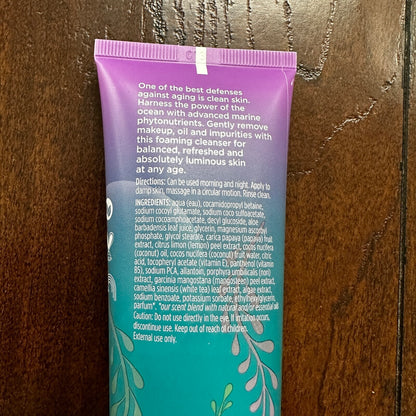 One of the best defenses
against aging is clean skin.
Harness the power of the
ocean with advanced marine
phytonutrients. Gently remove
makeup, oil and impurities with
this foaming cleanser for
balanced, refreshed and
absolutely luminous skin
at any age.
Directions: Can be used morning and night. Apply to
damp skin, massage in a circular motion. Rinse clean.
INGREDIENTS: aqua (eau), cocamidopropyl betaine,
sodium cocoyl glutamate, sodium coco sulfoacetate,
sodium cocoamphoacetate, decyl glucoside, aloe
barbadensis leaf juice, glycerin, magnesium ascorbyl
phosphate, glycol stearate, carica papaya (papaya) fruit
extract, citrus limon (lemon) peel extract, cocos nucifera
(coconut) oil, cocos nucifera (coconut) fruit water, citric
acid, tocopheryl acetate (vitamin E), panthenol (vitamin
B5), sodium PCA, allantoin, porphyra umbilicalis (nori)
extract, garcinia mangostana (mangosteen) peel extract,
camellia sinensis (white tea) leaf extract, algae extract,
sodium benzoate, potassium sorbate, ethylhexylglycerin,
parfum*. *our scent blend with natural and/or essential oils
Caution: Do not use directly in the eye. If irritation occurs,
discontinue use. Keep out of reach of children.
External use only.